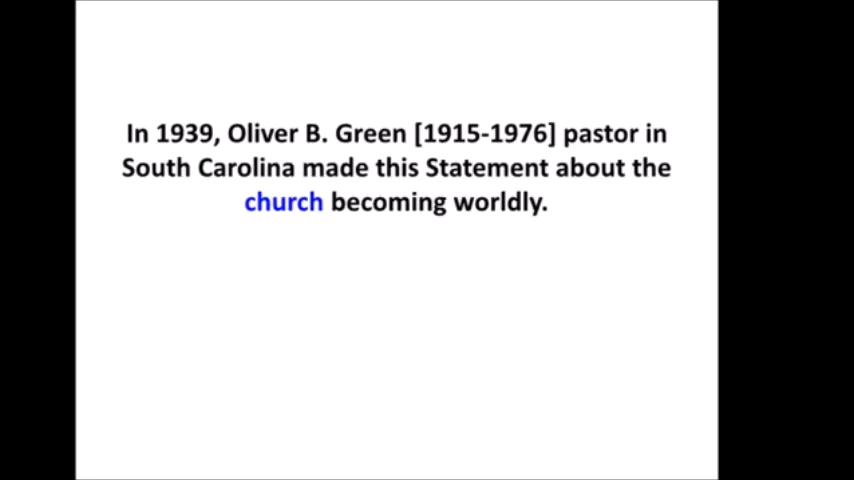 In 1939, Oliver B. Green [1915-1976] pastor in
South Carolina made this Statement about the
church becoming worldly.